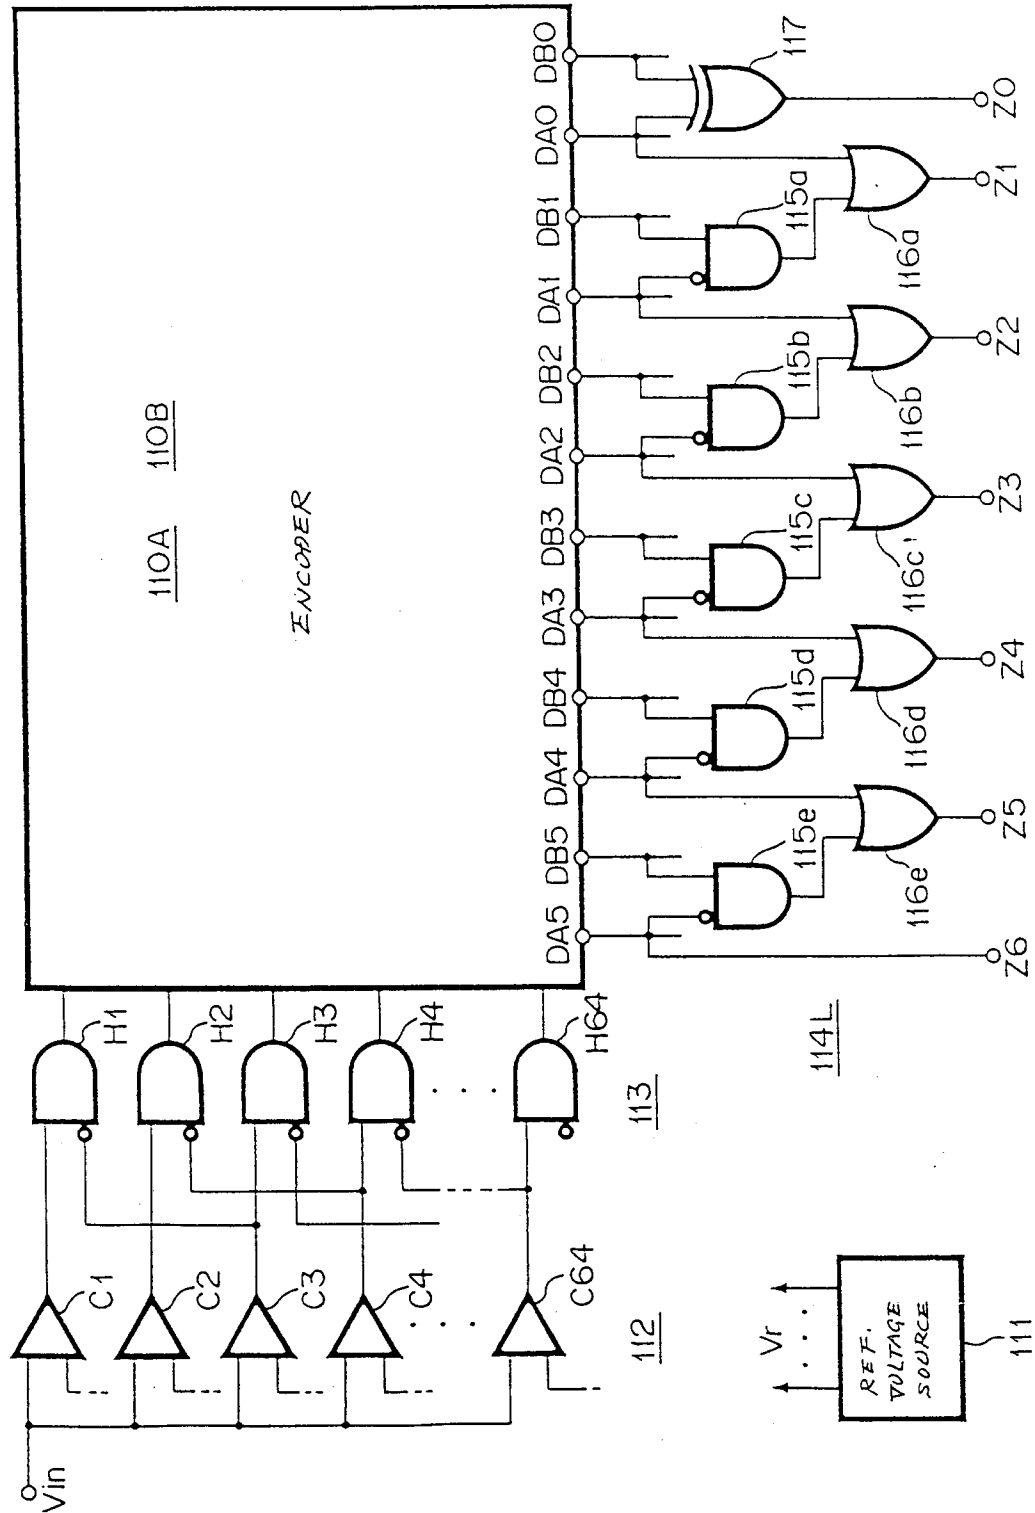 Vin
C1
C2
C3
C4
C64
112
H1
H2
H3
H4
H64
113
110A
110B
ENCODER
DA5
DB5
DA4
DB4
DA3
DB3
DA2
DB2
DA1
DB1
DA0
DB0
115e
115d
115c
115b
115a
117
116e
116d
116c'
116b
116a
Z6
Z5
Z4
Z3
Z2
Z1
Z0
114L
Vr
REF.
VOLTAGE
SOURCE
111